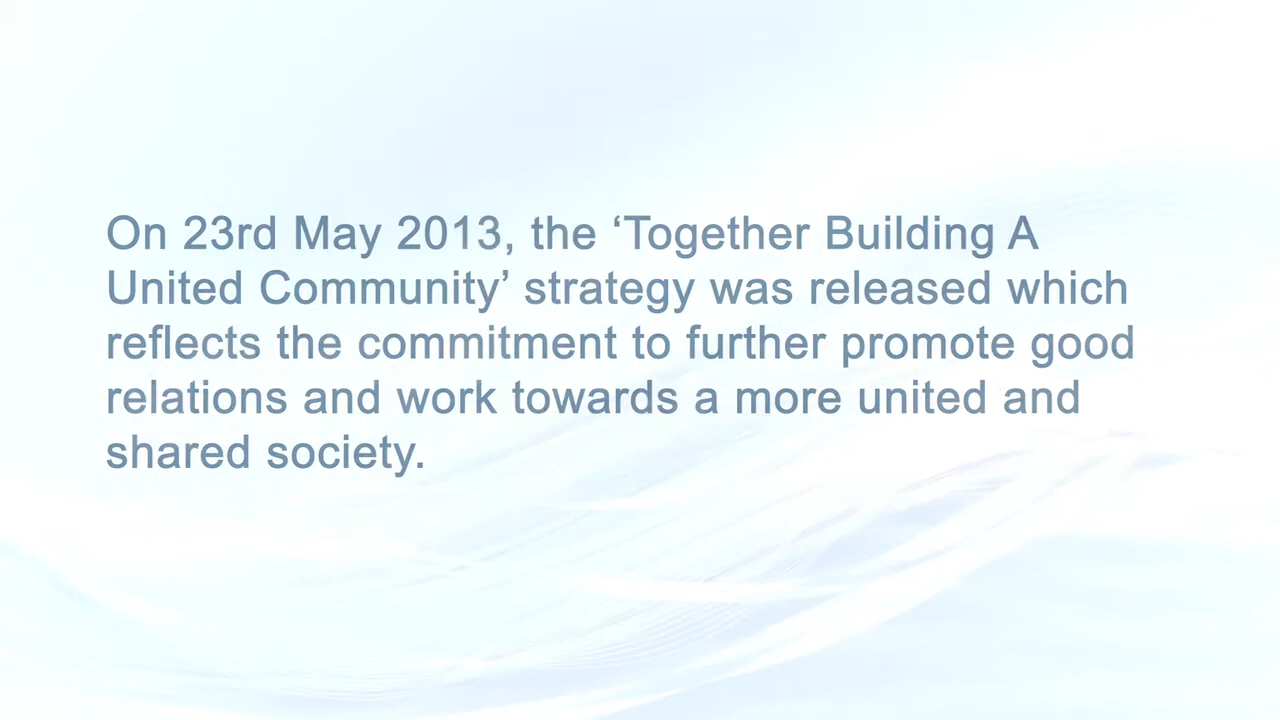 On 23rd May 2013, the ‘Together Building A
United Community’ strategy was released which
reflects the commitment to further promote good
relations and work towards a more united and
shared society.